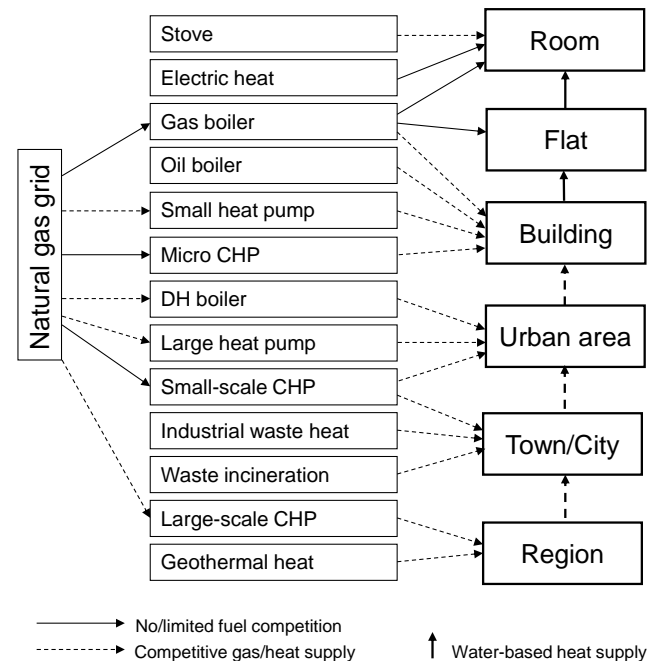 Natural gas grid
Stove
Electric heat
Gas boiler
Oil boiler
Small heat pump
Micro CHP
DH boiler
Large heat pump
Small-scale CHP
Industrial waste heat
Waste incineration
Large-scale CHP
Geothermal heat
Room
Flat
Building
Urban area
Town/City
Region
No/limited fuel competition
Competitive gas/heat supply
Water-based heat supply